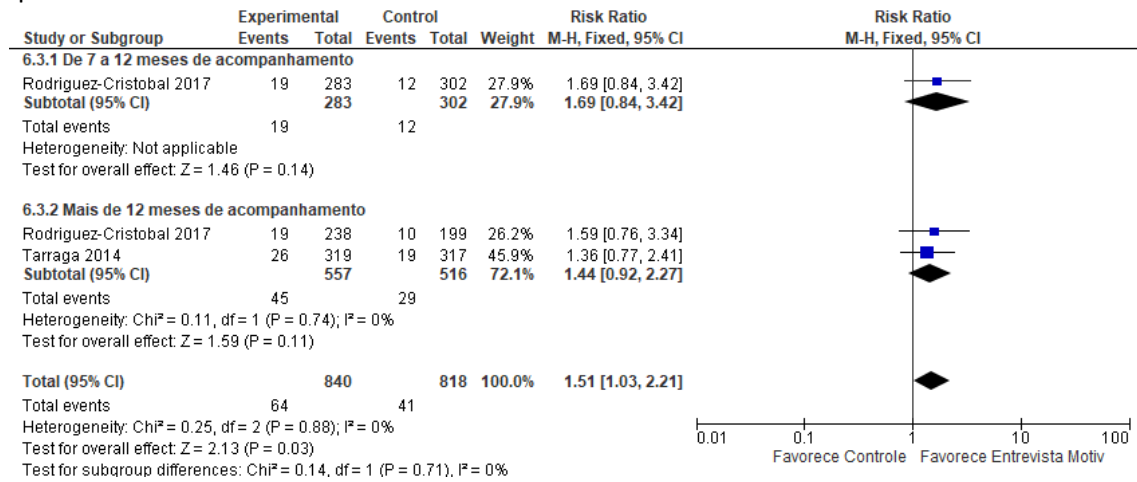 Experimental Control Risk Ratio Risk Ratio
Study or Subgroup Events Total Events Total Weight M-H, Fixed, 95% CI M-H, Fixed, 95% CI
6.3.1 De 7 a 12 meses de acompanhamento
Rodriguez-Cristobal 2017 19 283 12 302 27.9% 1.69 [0.84, 3.42]
Subtotal (95% CI) 283 302 27.9% 1.69 [0.84, 3.42]
Total events 19 12
Heterogeneity: Not applicable
Test for overall effect: Z = 1.46 (P = 0.14)
6.3.2 Mais de 12 meses de acompanhamento
Rodriguez-Cristobal 2017 19 238 10 199 26.2% 1.59 [0.76, 3.34]
Tarraga 2014 26 319 19 317 45.9% 1.36 [0.77, 2.41]
Subtotal (95% CI) 557 516 72.1% 1.44 [0.92, 2.27]
Total events 45 29
Heterogeneity: Chi² = 0.11, df = 1 (P = 0.74); I² = 0%
Test for overall effect: Z = 1.59 (P = 0.11)
Total (95% CI) 840 818 100.0% 1.51 [1.03, 2.21]
Total events 64 41
Heterogeneity: Chi² = 0.25, df = 2 (P = 0.88); I² = 0%
Test for overall effect: Z = 2.13 (P = 0.03)
Test for subgroup differences: Chi² = 0.14, df = 1 (P = 0.71), I² = 0%
0.01 0.1 1 10 100
Favorece Controle Favorece Entrevista Motiv